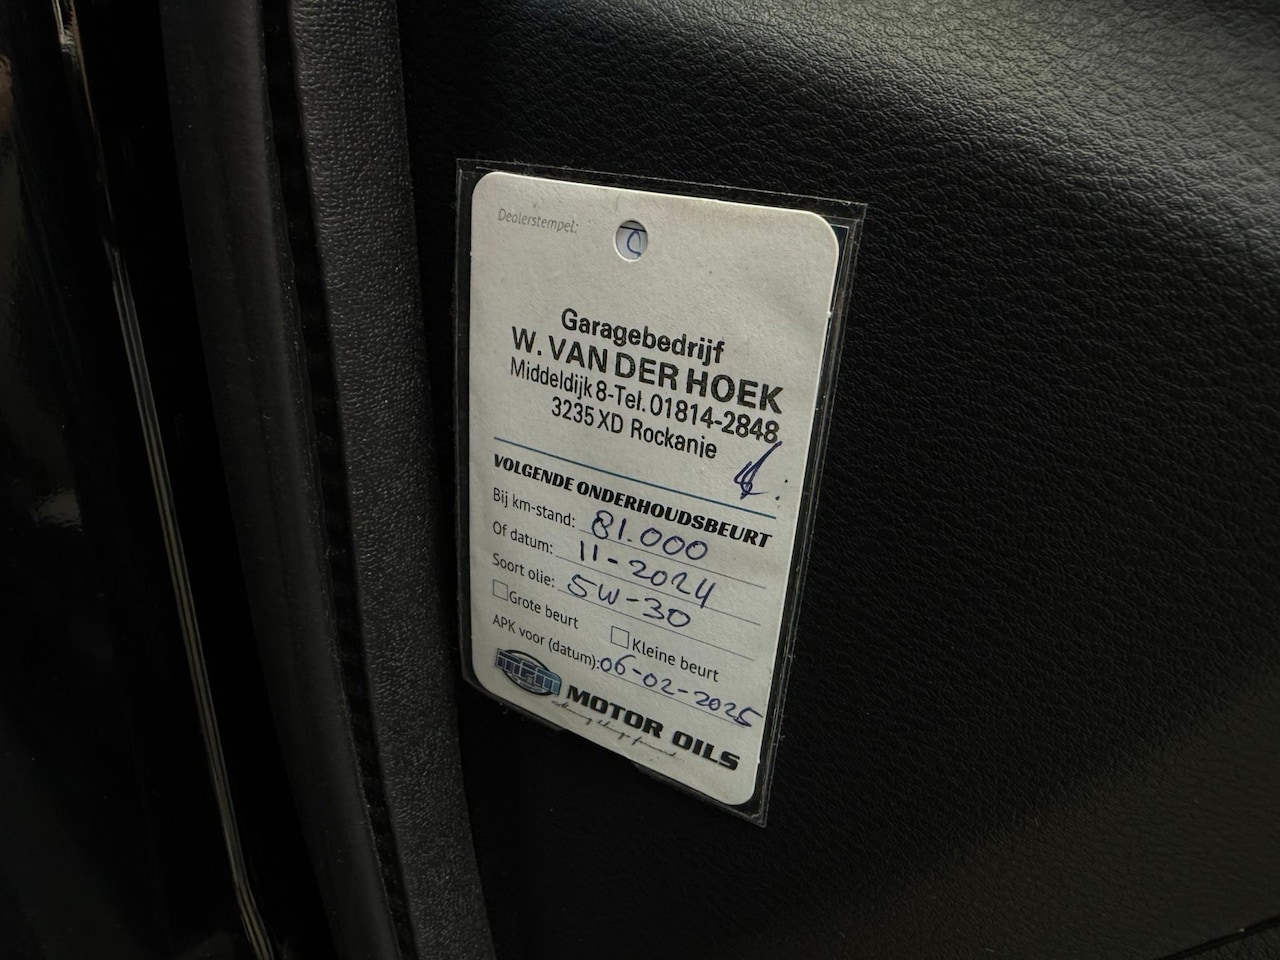 Dealerstempel:
Garagebedrijf
W. VAN DER HOEK
Middeldijk 8-Tel. 01814-2848
3235 XD Rockanje
VOLGENDE ONDERHOUDSBEURT
Bij km-stand: 81.000
Of datum: 11-2024
Soort olie: 5W-30
Grote beurt
Kleine beurt
APK voor (datum): 06-02-2025
MPM MOTOR OILS